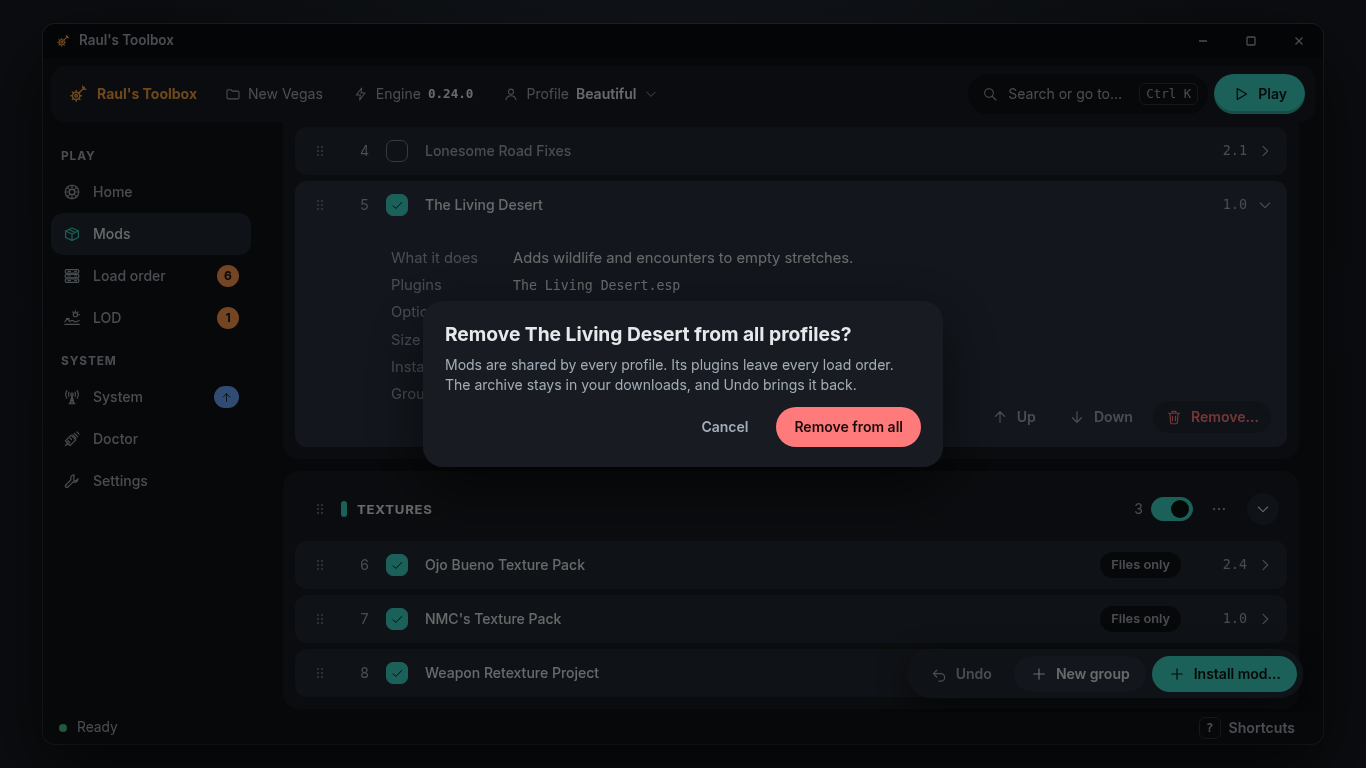 Raul's Toolbox
Raul's Toolbox
New Vegas
Engine 0.24.0
Profile Beautiful
Search or go to...
Ctrl K
Play
PLAY
Home
Mods
Load order 6
LOD 1
SYSTEM
System
Doctor
Settings
4 Lonesome Road Fixes 2.1
5 The Living Desert 1.0
What it does Adds wildlife and encounters to empty stretches.
Plugins The Living Desert.esp
Size
Remove The Living Desert from all profiles?
Mods are shared by every profile. Its plugins leave every load order.
The archive stays in your downloads, and Undo brings it back.
Cancel
Remove from all
Up
Down
Remove...
TEXTURES 3
6 Ojo Bueno Texture Pack Files only 2.4
7 NMC's Texture Pack Files only 1.0
8 Weapon Retexture Project
Undo
New group
Install mod...
Ready
? Shortcuts